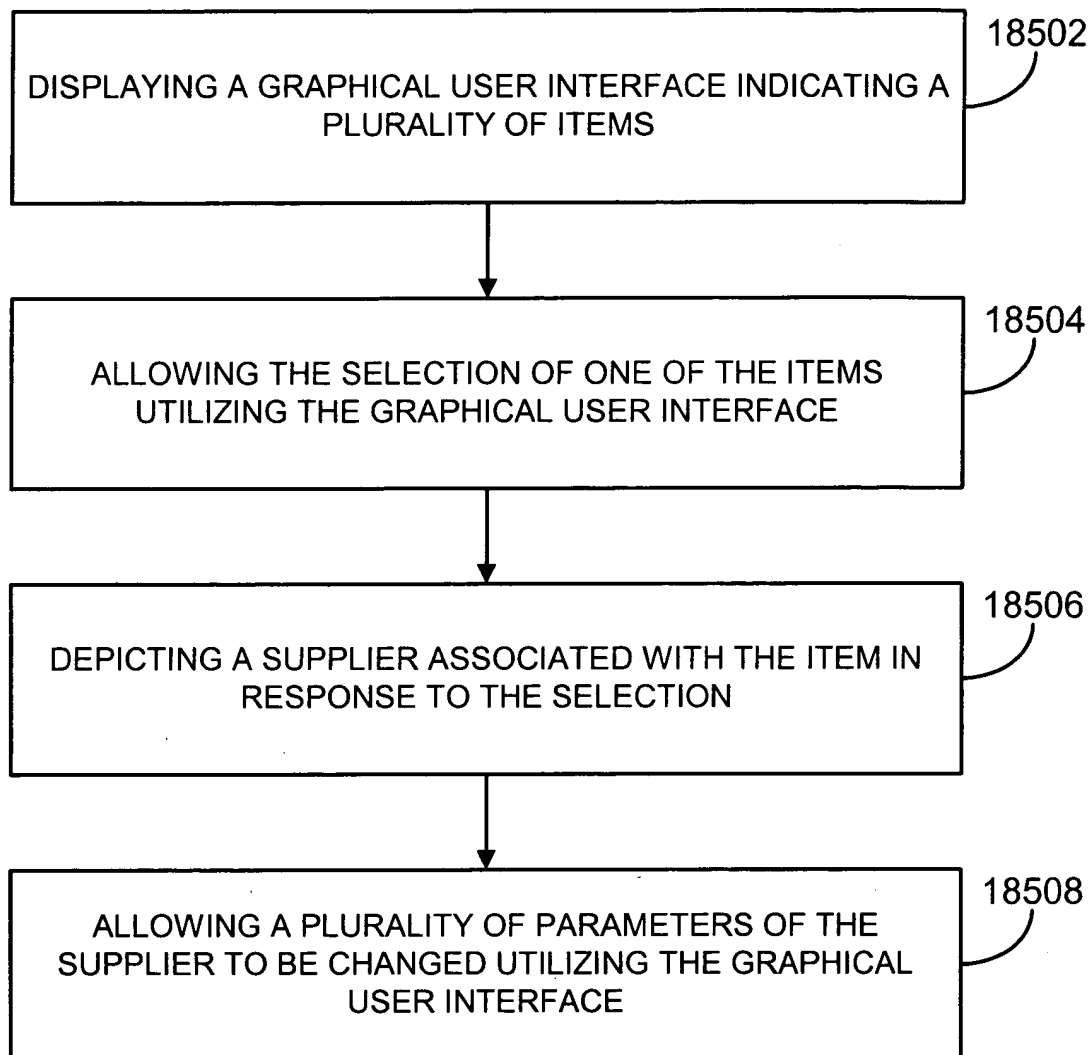 18502
DISPLAYING A GRAPHICAL USER INTERFACE INDICATING A
PLURALITY OF ITEMS
18504
ALLOWING THE SELECTION OF ONE OF THE ITEMS
UTILIZING THE GRAPHICAL USER INTERFACE
18506
DEPICTING A SUPPLIER ASSOCIATED WITH THE ITEM IN
RESPONSE TO THE SELECTION
18508
ALLOWING A PLURALITY OF PARAMETERS OF THE
SUPPLIER TO BE CHANGED UTILIZING THE GRAPHICAL
USER INTERFACE